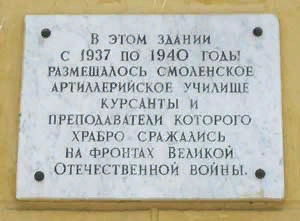 В ЭТОМ ЗДАНИИ
С 1937 ПО 1940 ГОДЫ
РАЗМЕЩАЛОСЬ СМОЛЕНСКОЕ
АРТИЛЛЕРИЙСКОЕ УЧИЛИЩЕ
КУРСАНТЫ И
ПРЕПОДАВАТЕЛИ КОТОРОГО
ХРАБРО СРАЖАЛИСЬ
НА ФРОНТАХ ВЕЛИКОЙ
ОТЕЧЕСТВЕННОЙ ВОЙНЫ.